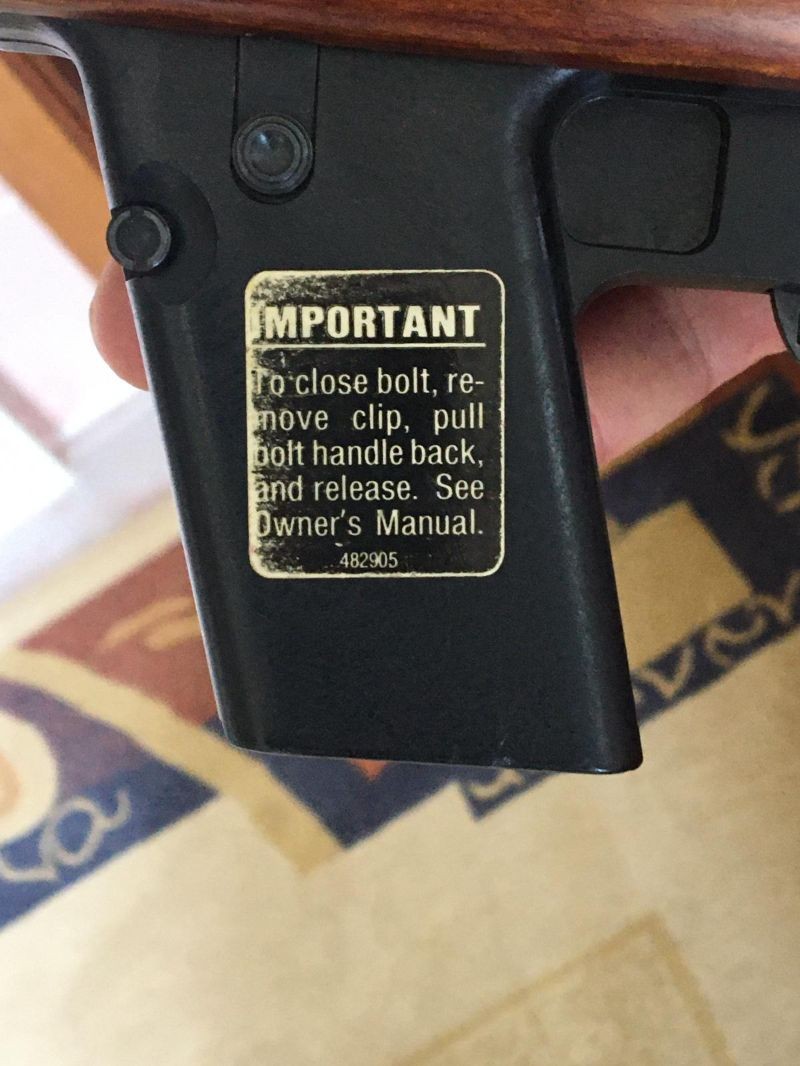 IMPORTANT
To close bolt, re-
move clip, pull
bolt handle back,
and release. See
Owner's Manual.
482905